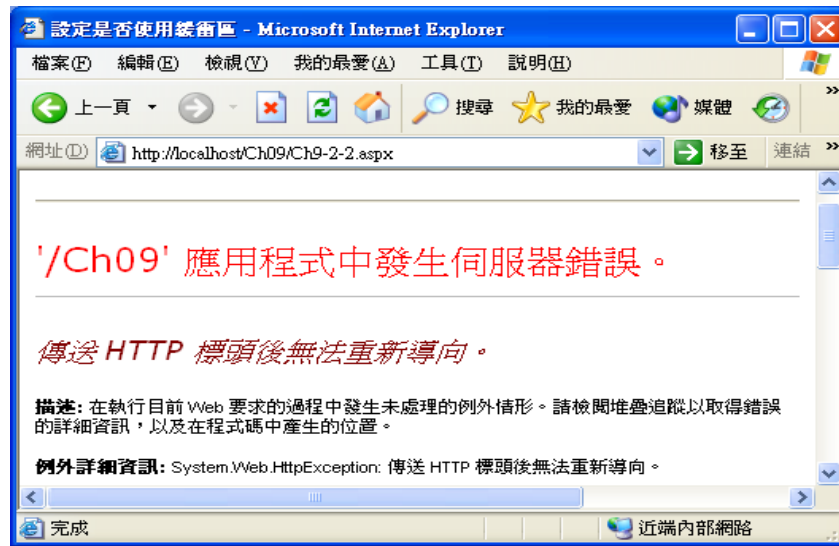 設定是否使用緩衝區 - Microsoft Internet Explorer
檔案(F) 編輯(E) 檢視(V) 我的最愛(A) 工具(T) 說明(H)
上一頁 搜尋 我的最愛 媒體 »
網址(D) http://localhost/Ch09/Ch9-2-2.aspx 移至 連結 »
'/Ch09' 應用程式中發生伺服器錯誤。
傳送 HTTP 標頭後無法重新導向。
描述: 在執行目前 Web 要求的過程中發生未處理的例外情形。請檢閱堆疊追蹤以取得錯誤
的詳細資訊，以及在程式碼中產生的位置。
例外詳細資訊: System.Web.HttpException: 傳送 HTTP 標頭後無法重新導向。
完成 近端內部網路